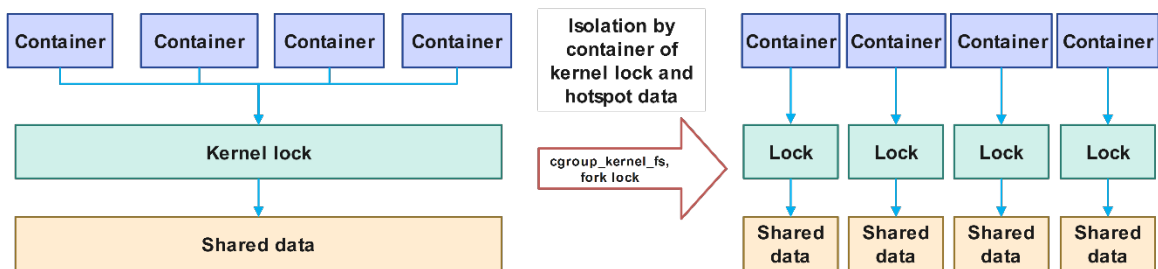 Container
Container
Container
Container
Kernel lock
Shared data
Isolation by
container of
kernel lock and
hotspot data
cgroup_kernel_fs,
fork lock
Container
Container
Container
Container
Lock
Lock
Lock
Lock
Shared
data
Shared
data
Shared
data
Shared
data